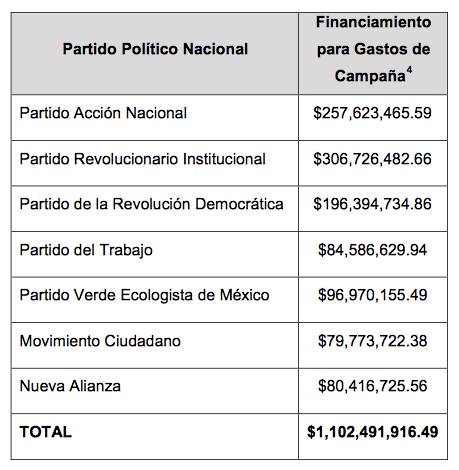 Partido Político Nacional
Financiamiento
para Gastos de
Campaña4
Partido Acción Nacional $257,623,465.59
Partido Revolucionario Institucional $306,726,482.66
Partido de la Revolución Democrática $196,394,734.86
Partido del Trabajo $84,586,629.94
Partido Verde Ecologista de México $96,970,155.49
Movimiento Ciudadano $79,773,722.38
Nueva Alianza $80,416,725.56
TOTAL $1,102,491,916.49